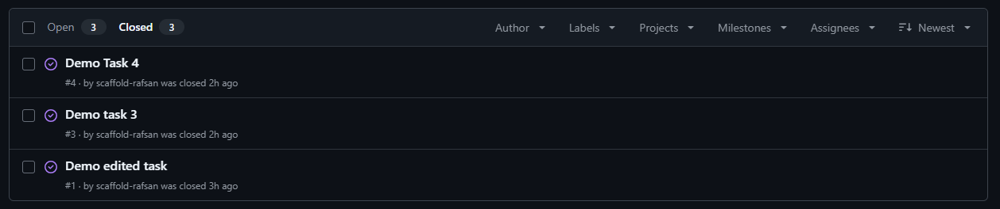 Open 3 Closed 3 Author Labels Projects Milestones Assignees Newest
Demo Task 4
#4 · by scaffold-rafsan was closed 2h ago
Demo task 3
#3 · by scaffold-rafsan was closed 2h ago
Demo edited task
#1 · by scaffold-rafsan was closed 3h ago